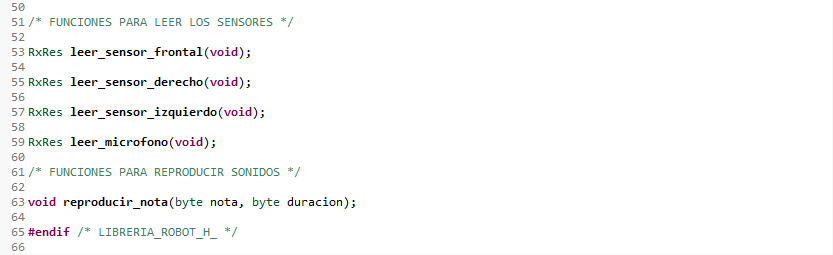 50
51 /* FUNCIONES PARA LEER LOS SENSORES */
52
53 RxRes leer_sensor_frontal(void);
54
55 RxRes leer_sensor_derecho(void);
56
57 RxRes leer_sensor_izquierdo(void);
58
59 RxRes leer_microfono(void);
60
61 /* FUNCIONES PARA REPRODUCIR SONIDOS */
62
63 void reproducir_nota(byte nota, byte duracion);
64
65 #endif /* LIBRERIA_ROBOT_H_ */
66